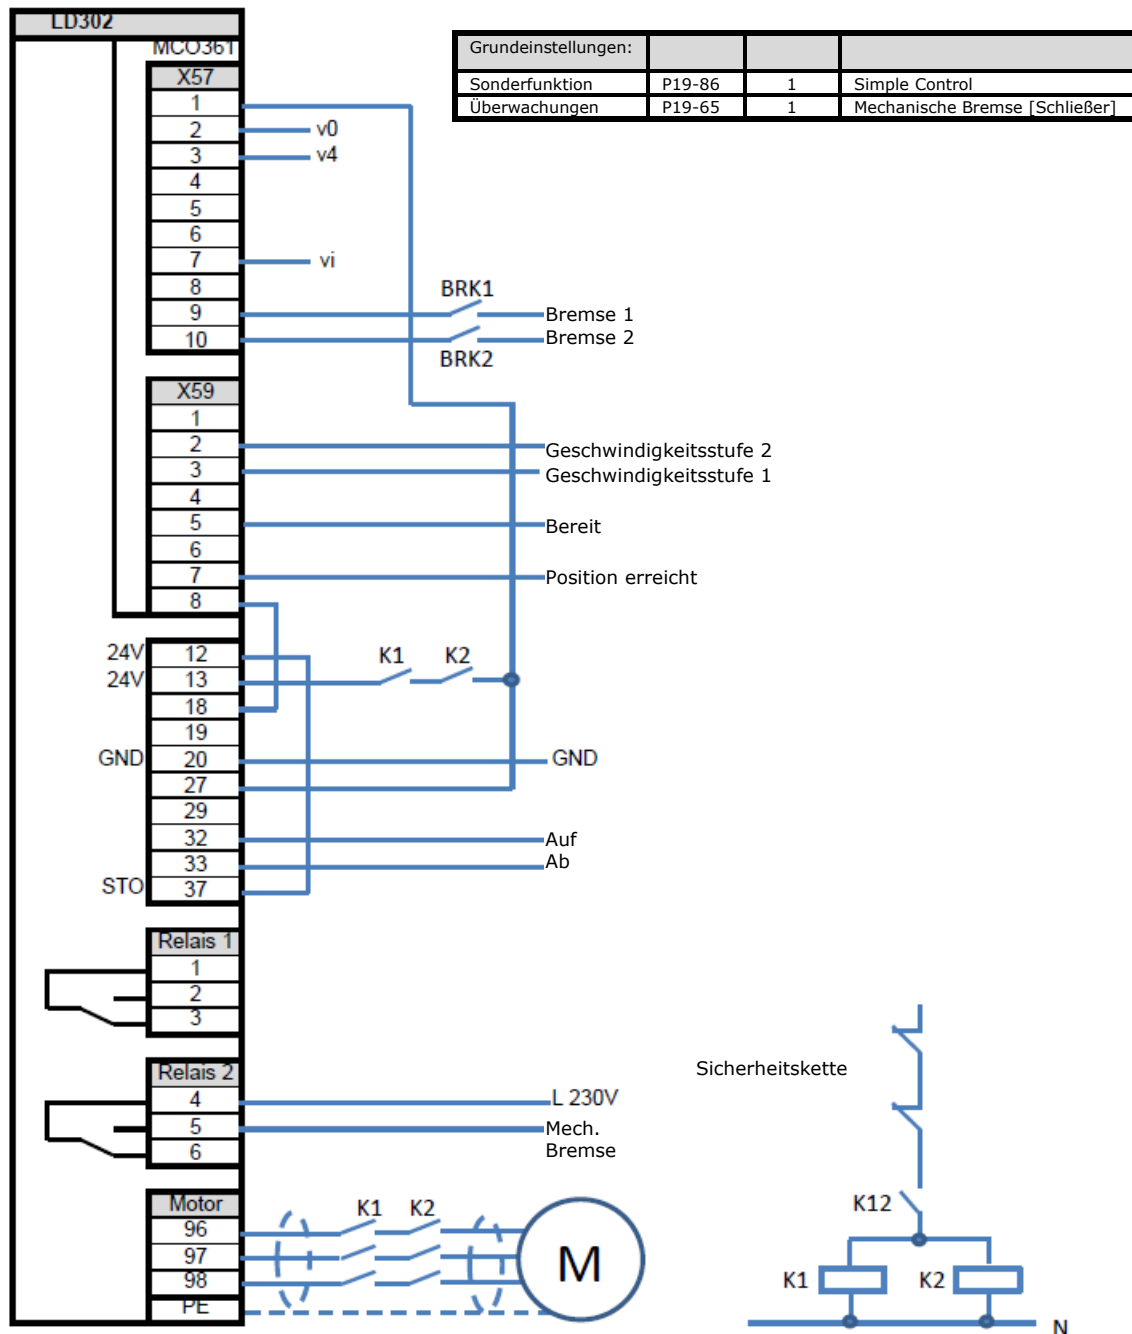 LD302
MCO361
Grundeinstellungen:
Sonderfunktion P19-86 1 Simple Control
Überwachungen P19-65 1 Mechanische Bremse [Schließer]
X57
1
2 v0
3 v4
4
5
6
7 vi
8
BRK1
9 Bremse 1
10 Bremse 2
BRK2
X59
1
2 Geschwindigkeitsstufe 2
3 Geschwindigkeitsstufe 1
4
5 Bereit
6
7 Position erreicht
8
24V 12 K1 K2
24V 13
18
19
GND 20 GND
27
29
32 Auf
33 Ab
STO 37
Relais 1
1
2
3
Relais 2
4 L 230V
5 Mech.
6 Bremse
Sicherheitskette
K12
K1 K2
N
Motor K1 K2
96
97 M
98
PE